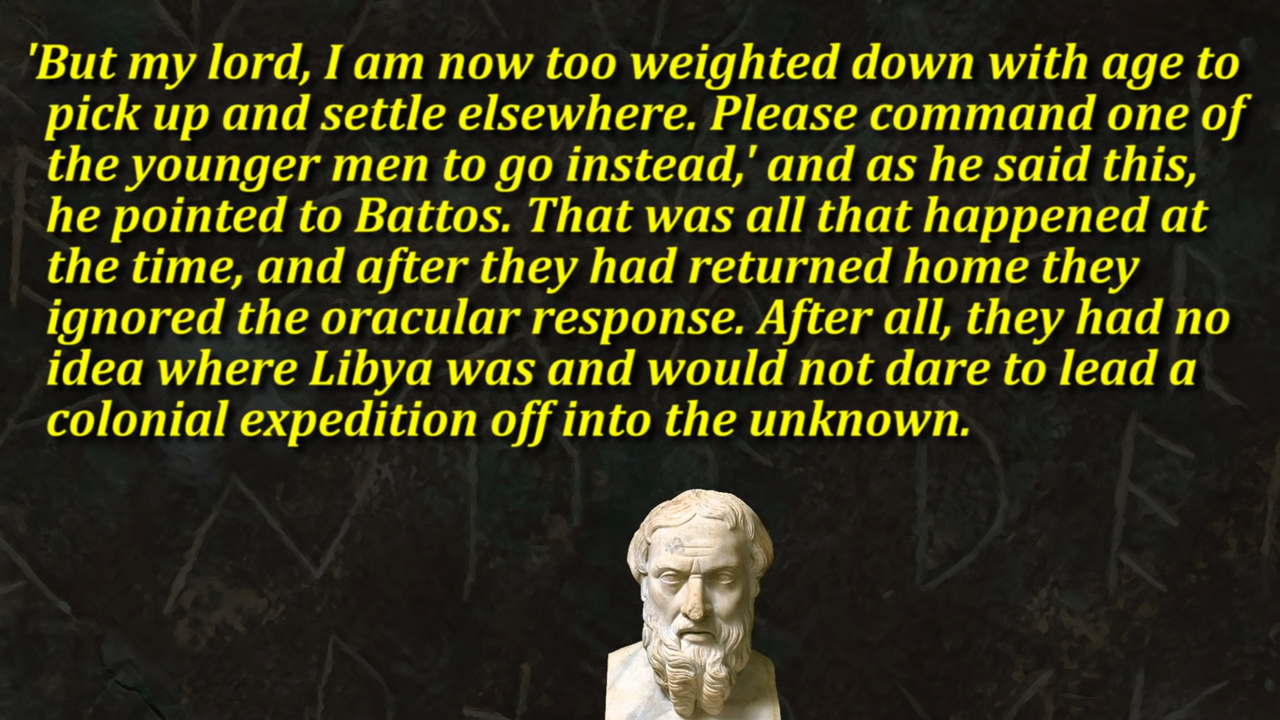 'But my lord, I am now too weighted down with age to
pick up and settle elsewhere. Please command one of
the younger men to go instead,' and as he said this,
he pointed to Battos. That was all that happened at
the time, and after they had returned home they
ignored the oracular response. After all, they had no
idea where Libya was and would not dare to lead a
colonial expedition off into the unknown.